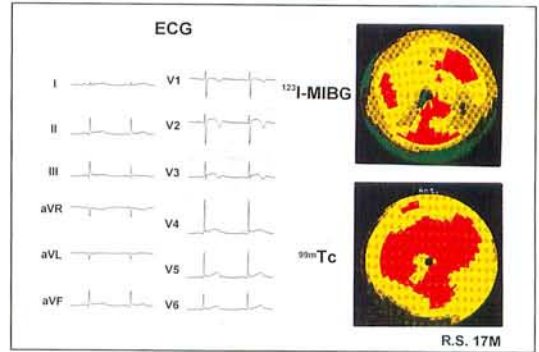 ECG
I
II
III
aVR
aVL
aVF
V1
V2
V3
V4
V5
V6
¹²³I-MIBG
Ant.
⁹⁹ᵐTc
R.S. 17M